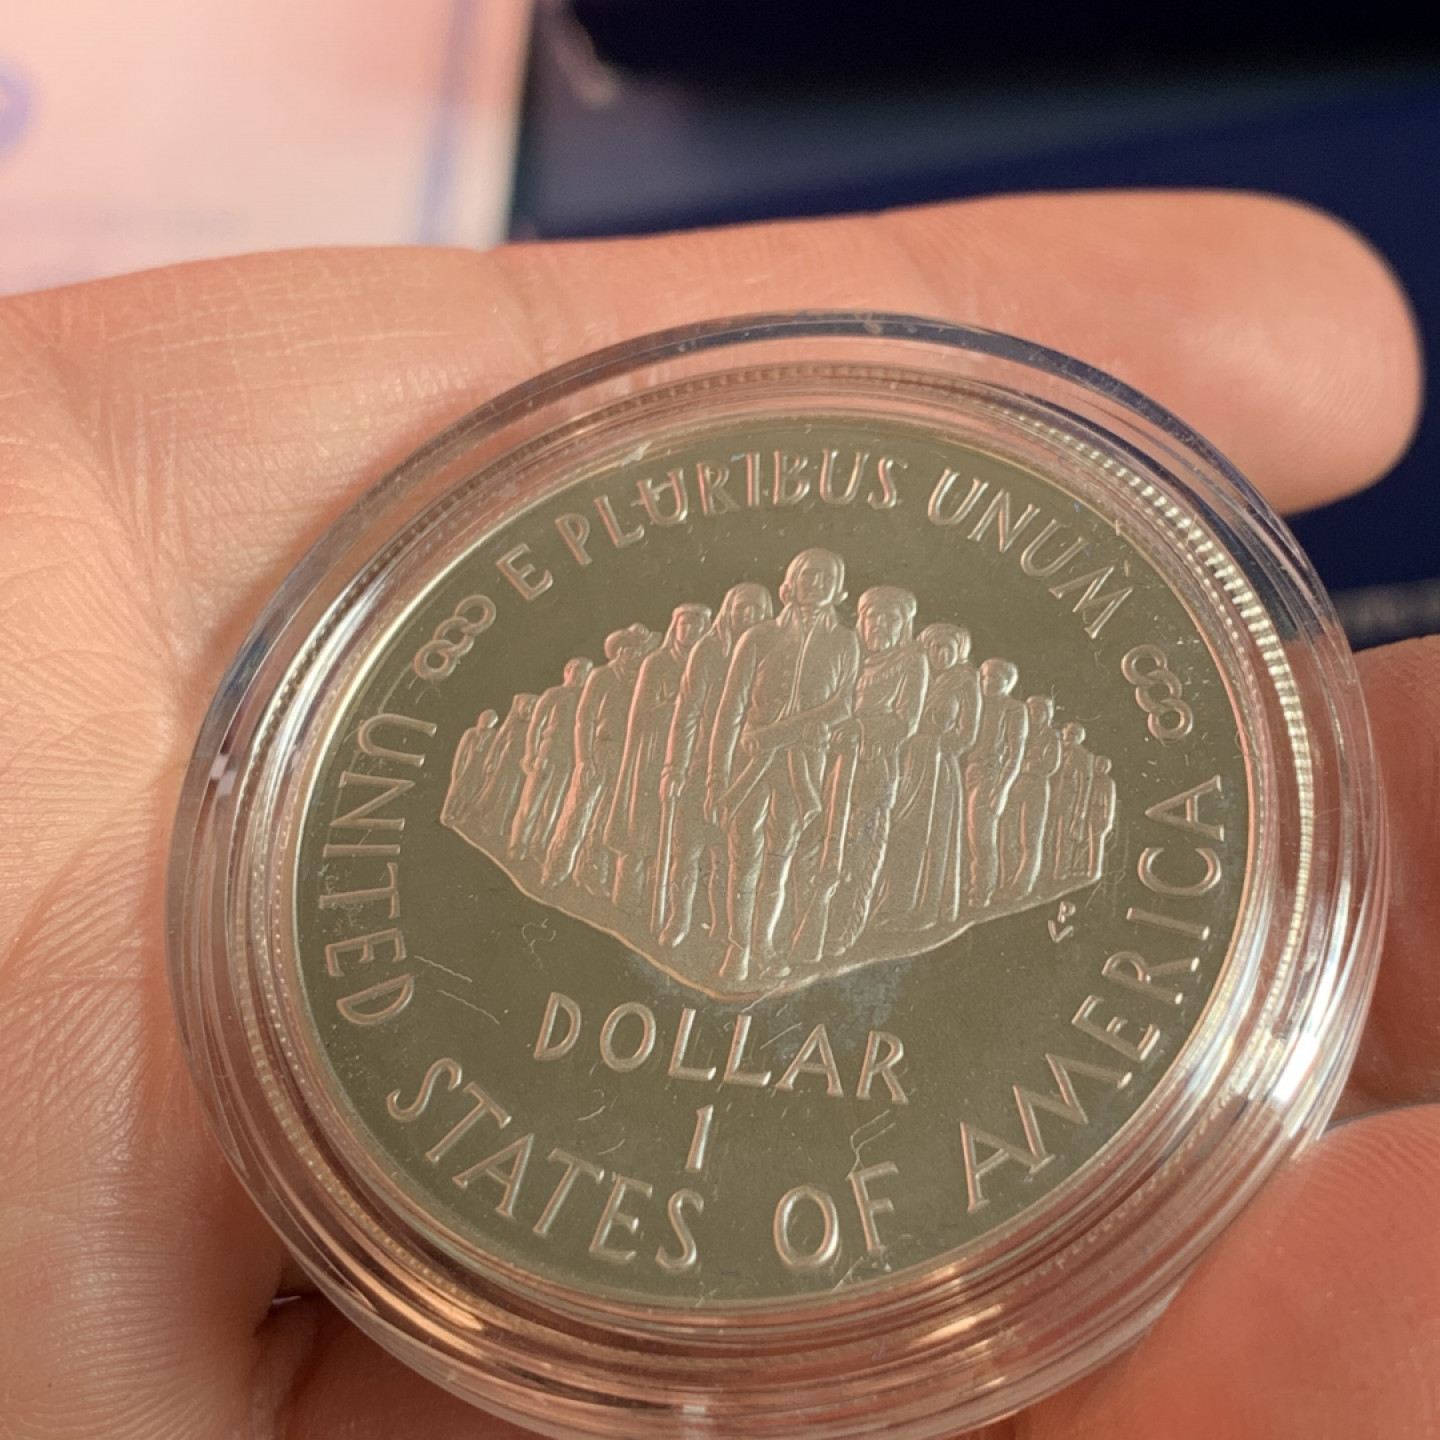 E PLURIBUS UNUM
DOLLAR
1
UNITED STATES OF AMERICA